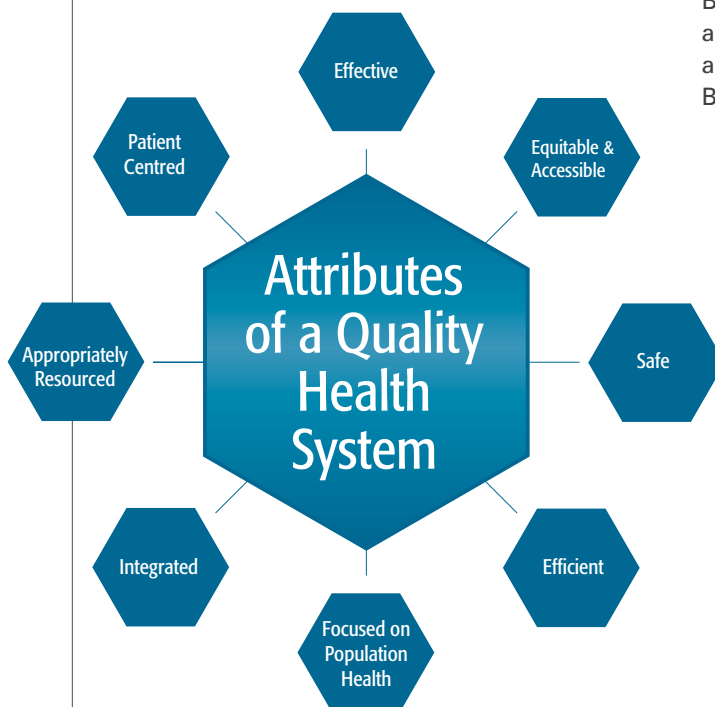 B
a
a
B
Effective
Equitable &
Accessible
Safe
Efficient
Focused on
Population
Health
Integrated
Appropriately
Resourced
Patient
Centred
Attributes
of a Quality
Health
System